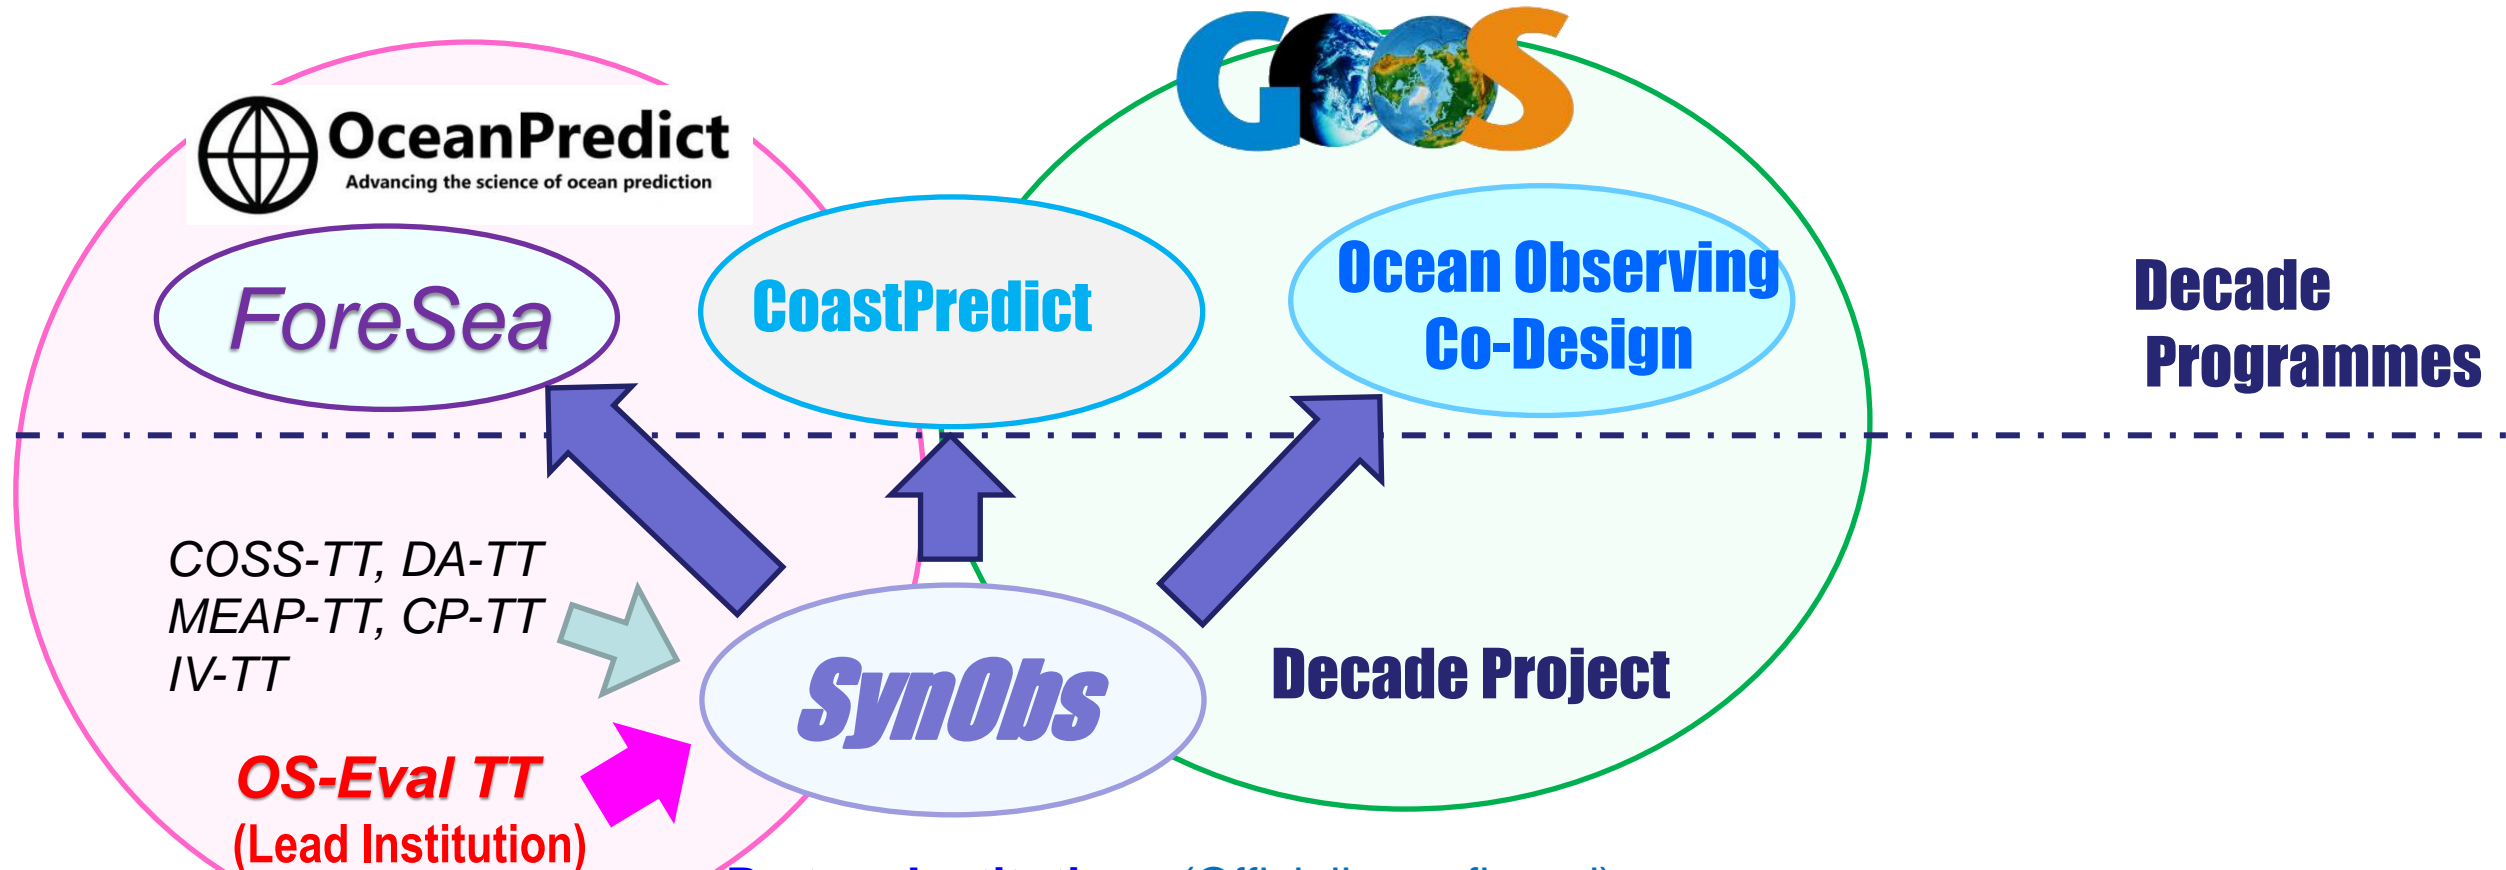 GOOS
OceanPredict
Advancing the science of ocean prediction
ForeSea
CoastPredict
Ocean Observing
Co-Design
Decade
Programmes
COSS-TT, DA-TT
MEAP-TT, CP-TT
IV-TT
SynObs
Decade Project
OS-Eval TT
(Lead Institution)